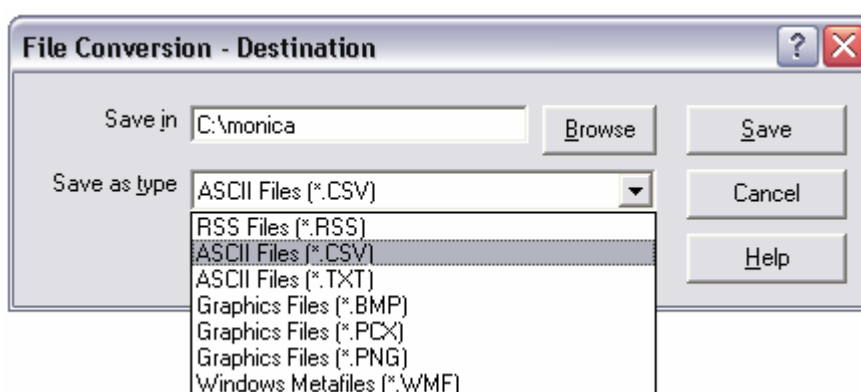 File Conversion - Destination
Save in C:\monica Browse Save
Save as type ASCII Files (*.CSV) Cancel
RSS Files (*.RSS)
ASCII Files (*.CSV) Help
ASCII Files (*.TXT)
Graphics Files (*.BMP)
Graphics Files (*.PCX)
Graphics Files (*.PNG)
Windows Metafiles (*.WMF)